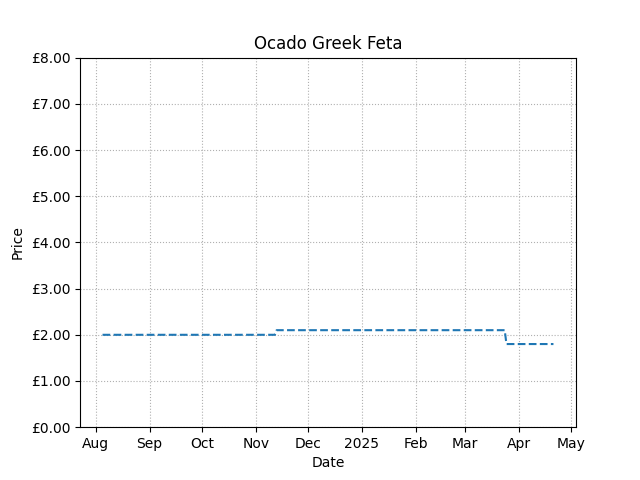 Ocado Greek Feta
£8.00
£7.00
£6.00
£5.00
£4.00
£3.00
£2.00
£1.00
£0.00
Price
Aug Sep Oct Nov Dec 2025 Feb Mar Apr May
Date